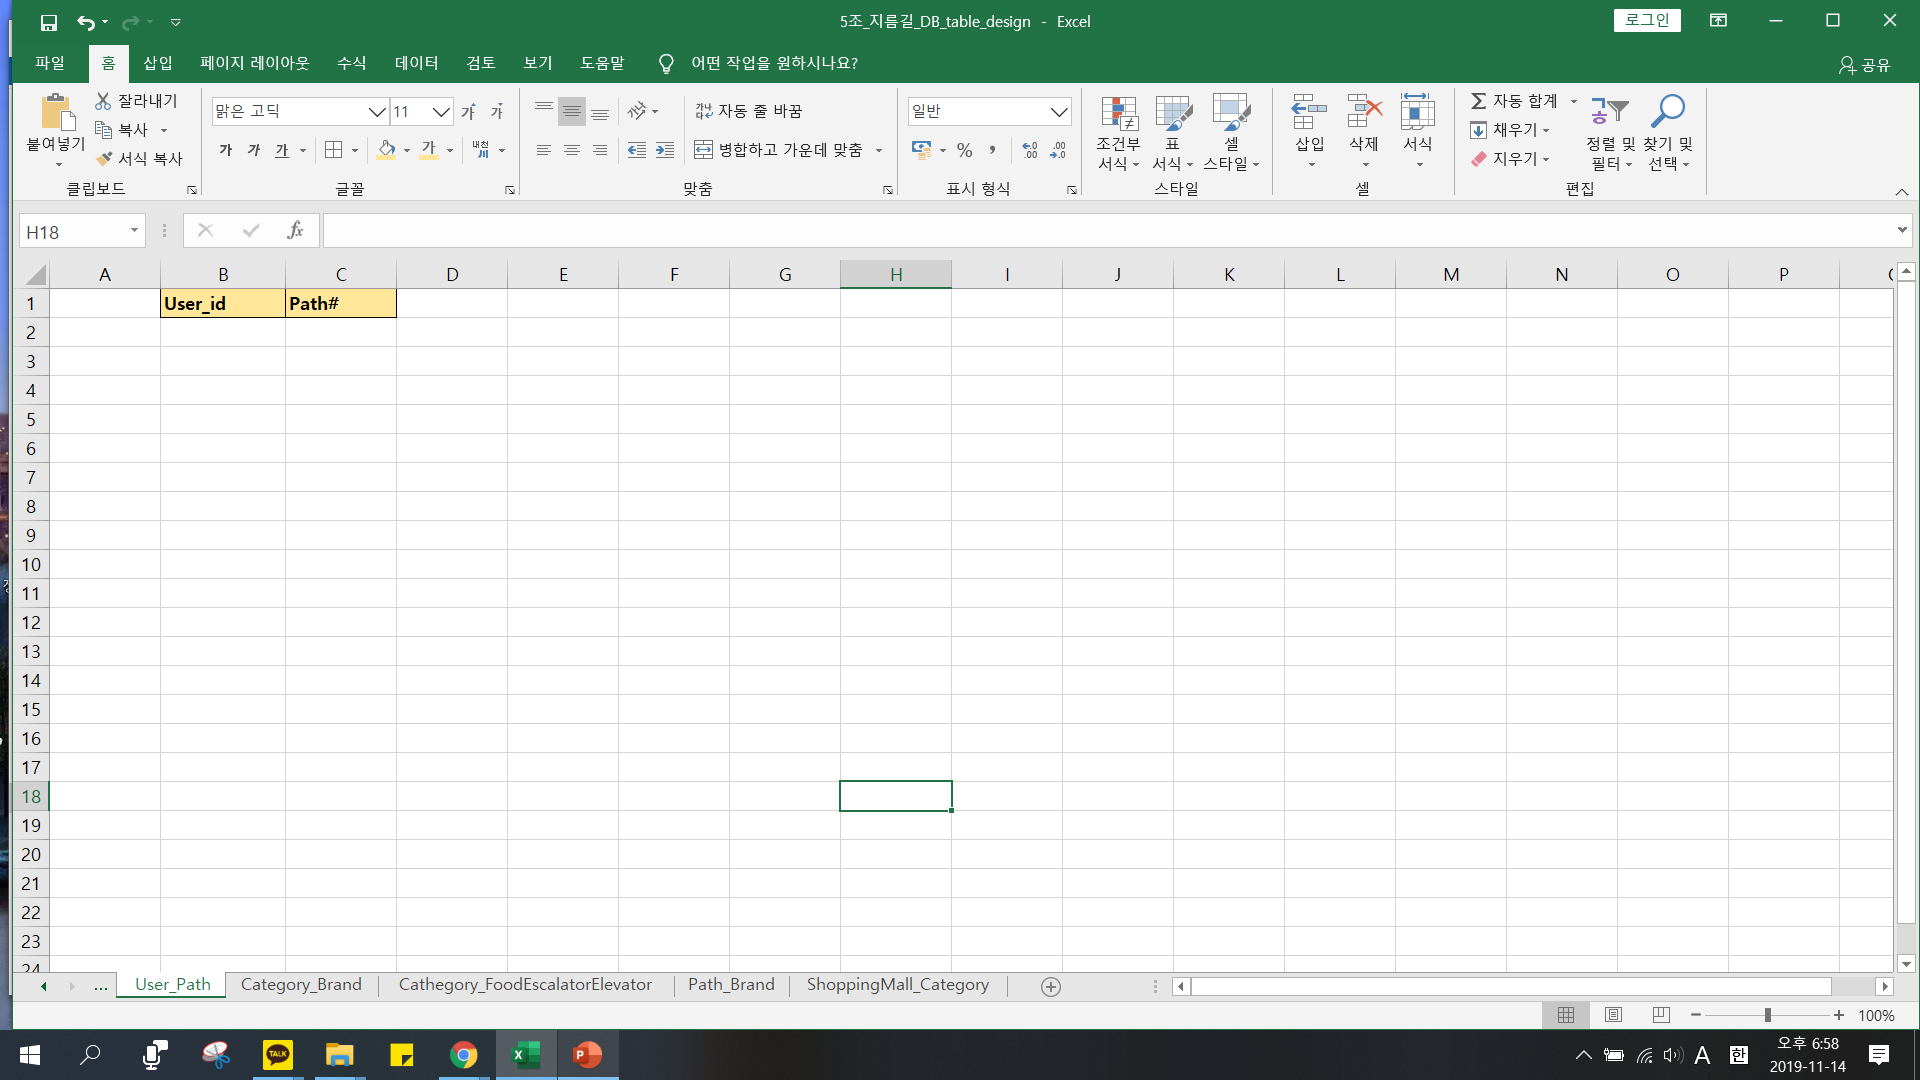 5조_지름길_DB_table_design - Excel
로그인
파일 홈 삽입 페이지 레이아웃 수식 데이터 검토 보기 도움말 어떤 작업을 원하시나요? 공유
붙여넣기
잘라내기
복사
서식 복사
클립보드
맑은 고딕 11
가 가 가 가
글꼴
자동 줄 바꿈
병합하고 가운데 맞춤
맞춤
일반
%
표시 형식
조건부 서식
표 서식
셀 스타일
스타일
삽입
삭제
서식
셀
자동 합계
채우기
지우기
정렬 및 필터
찾기 및 선택
편집
H18
fx
A B C D E F G H I J K L M N O P
1 User_id Path#
2
3
4
5
6
7
8
9
10
11
12
13
14
15
16
17
18
19
20
21
22
23
24
... User_Path Category_Brand Cathegory_FoodEscalatorElevator Path_Brand ShoppingMall_Category
100%
TALK
A 한
오후 6:58
2019-11-14